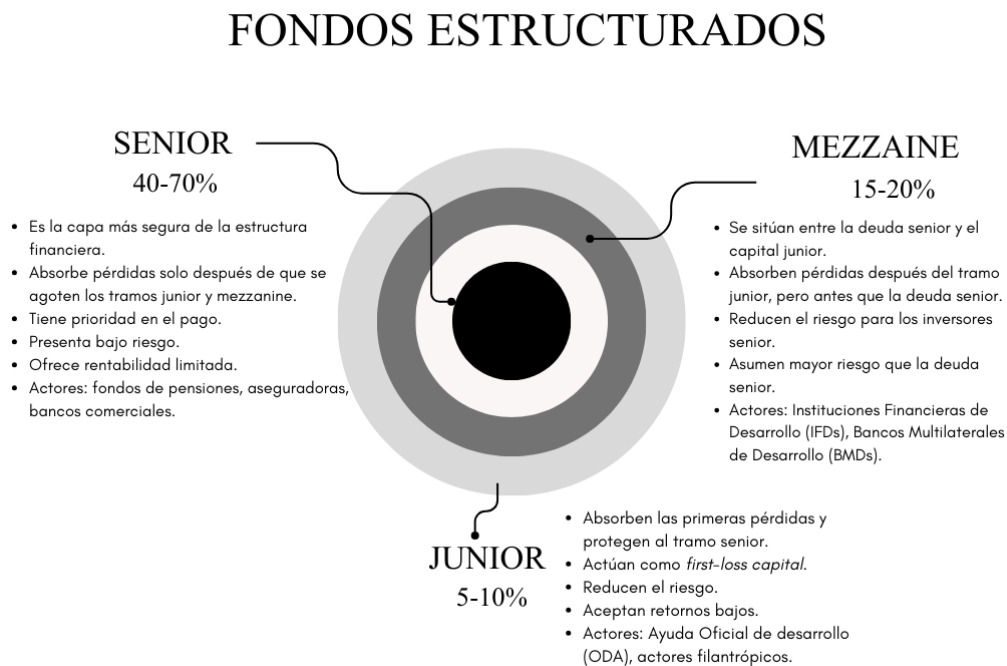 FONDOS ESTRUCTURADOS
SENIOR
40-70%
• Es la capa más segura de la estructura
financiera.
• Absorbe pérdidas solo después de que se
agoten los tramos junior y mezzanine.
• Tiene prioridad en el pago.
• Presenta bajo riesgo.
• Ofrece rentabilidad limitada.
• Actores: fondos de pensiones, aseguradoras,
bancos comerciales.
MEZZAINE
15-20%
• Se sitúan entre la deuda senior y el
capital junior.
• Absorben pérdidas después del tramo
junior, pero antes que la deuda senior.
• Reducen el riesgo para los inversores
senior.
• Asumen mayor riesgo que la deuda
senior.
• Actores: Instituciones Financieras de
Desarrollo (IFDs), Bancos Multilaterales
de Desarrollo (BMDs).
JUNIOR
5-10%
• Absorben las primeras pérdidas y
protegen al tramo senior.
• Actúan como first-loss capital.
• Reducen el riesgo.
• Aceptan retornos bajos.
• Actores: Ayuda Oficial de desarrollo
(ODA), actores filantrópicos.